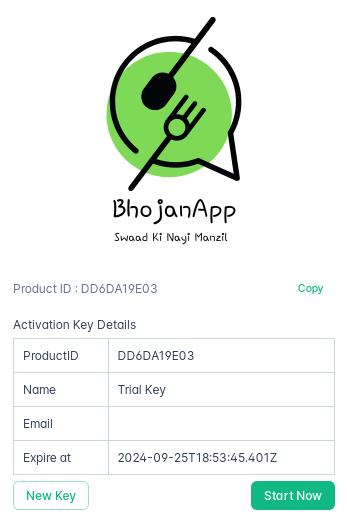 BhojanApp
Swaad Ki Nayi Manzil
Product ID : DD6DA19E03 Copy
Activation Key Details
ProductID DD6DA19E03
Name Trial Key
Email
Expire at 2024-09-25T18:53:45.401Z
New Key Start Now